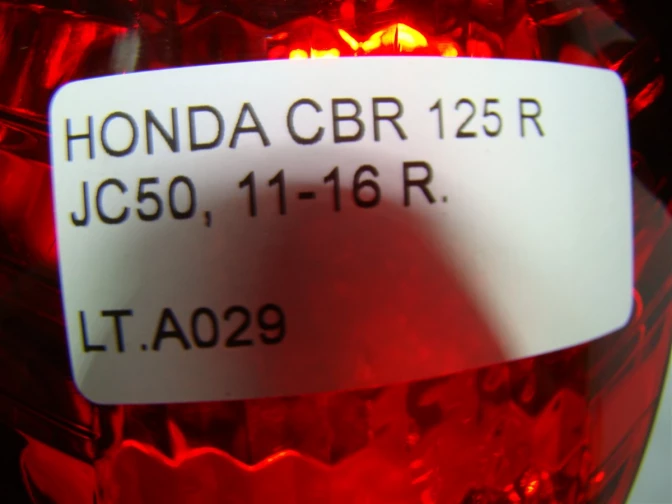 HONDA CBR 125 R
JC50, 11-16 R.
LT.A029